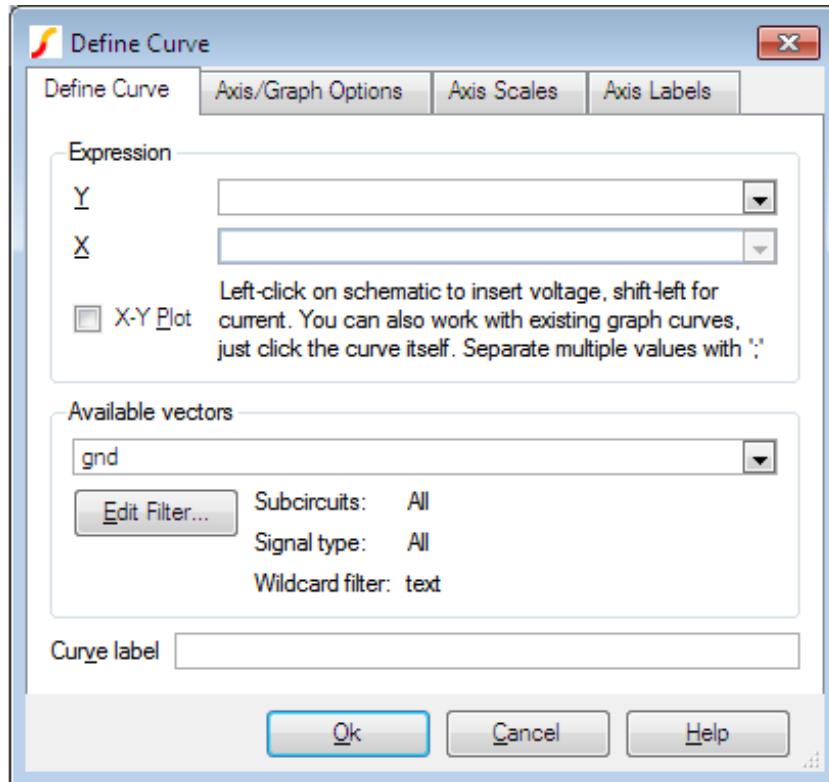 Define Curve
Define Curve Axis/Graph Options Axis Scales Axis Labels
Expression
Y
X
X-Y Plot
Left-click on schematic to insert voltage, shift-left for
current. You can also work with existing graph curves,
just click the curve itself. Separate multiple values with ';'
Available vectors
gnd
Edit Filter...
Subcircuits: All
Signal type: All
Wildcard filter: text
Curve label
Ok Cancel Help